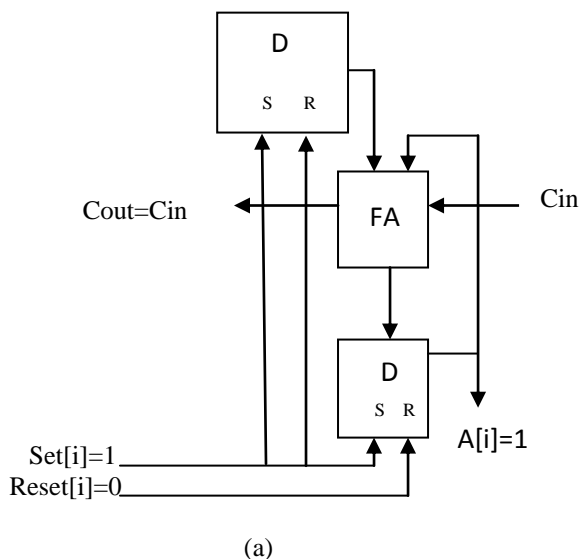 D
S R
Cout=Cin
FA
Cin
D
S R
A[i]=1
Set[i]=1
Reset[i]=0
(a)